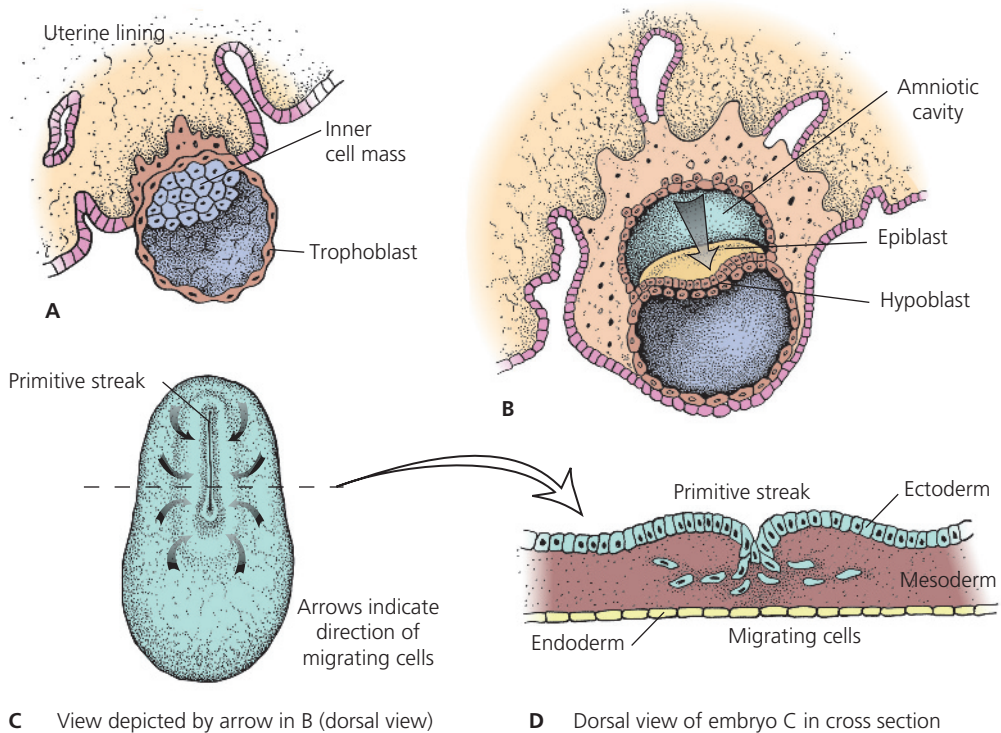 Uterine lining
Inner
cell mass
Trophoblast
A
Amniotic
cavity
Epiblast
Hypoblast
B
Primitive streak
Arrows indicate
direction of
migrating cells
C View depicted by arrow in B (dorsal view)
Primitive streak
Ectoderm
Mesoderm
Endoderm
Migrating cells
D Dorsal view of embryo C in cross section